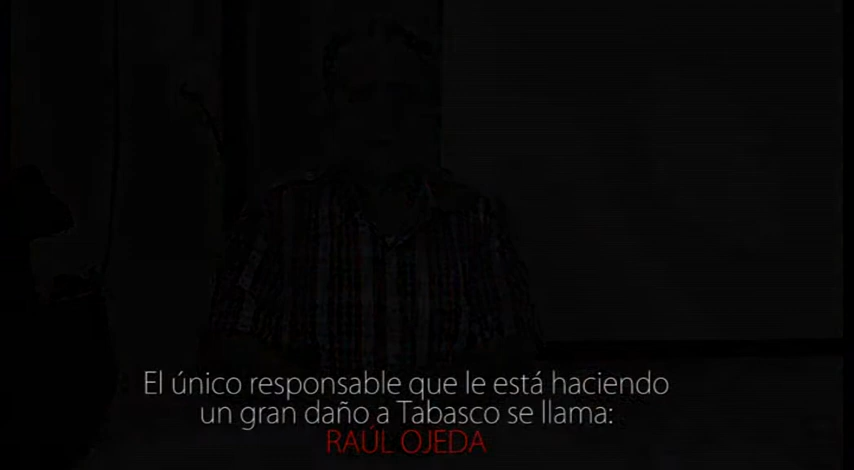 El único responsable que le está haciendo
un gran daño a Tabasco se llama:
RAÚL OJEDA